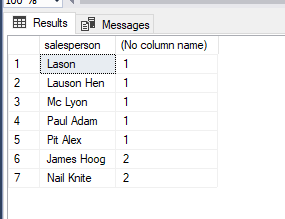 100 %
Results Messages
salesperson (No column name)
1 Lason 1
2 Lauson Hen 1
3 Mc Lyon 1
4 Paul Adam 1
5 Pit Alex 1
6 James Hoog 2
7 Nail Knite 2